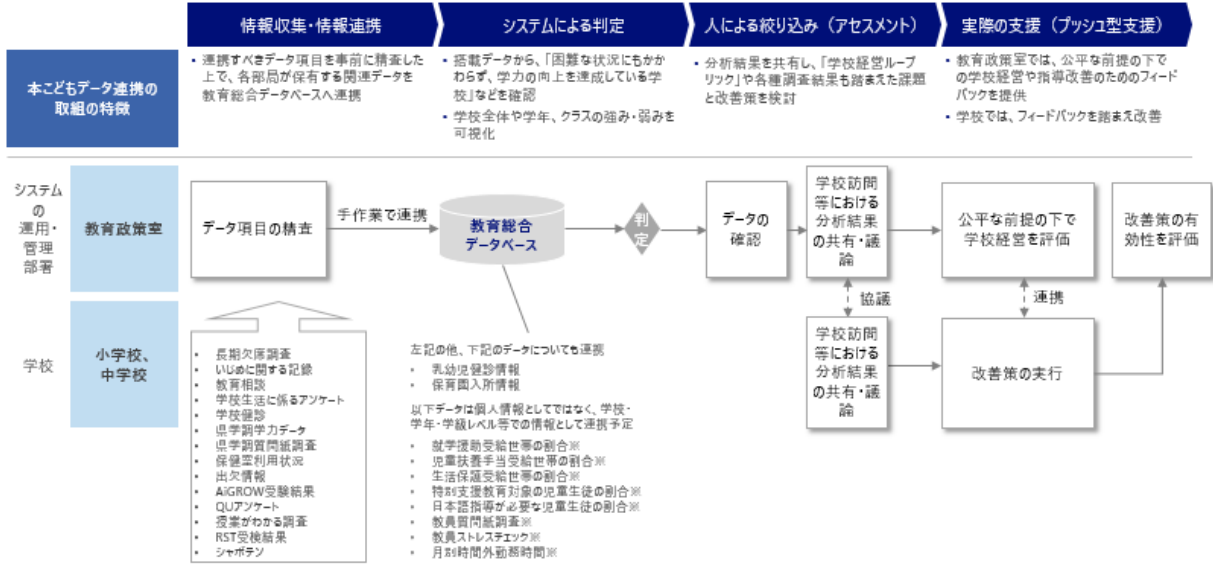 情報収集・情報連携
システムによる判定
人による絞り込み（アセスメント）
実際の支援（プッシュ型支援）
本こどもデータ連携の
取組の特徴
▪ 連携すべきデータ項目を事前に精査した
上で、各部局が保有する関連データを
教育総合データベースへ連携
▪ 搭載データから、「困難な状況にもかか
わらず、学力の向上を達成している学
校」などを確認
▪ 学校全体や学年、クラスの強み・弱みを
可視化
▪ 分析結果を共有し、「学校経営ルーブ
リック」や各種調査結果も踏まえた課題
と改善策を検討
▪ 教育政策室では、公平な前提の下で
の学校経営や指導改善のためのフィード
バックを提供
▪ 学校では、フィードバックを踏まえ改善
システム
の
運用・
管理
部署
教育政策室
データ項目の精査
手作業で連携
教育総合
データベース
判
定
データの
確認
学校訪問
等における
分析結果
の共有・議
論
公平な前提の下で
学校経営を評価
改善策の有
効性を評価
協議
連携
学校
小学校、
中学校
• 長期欠席調査
• いじめに関する記録
• 教育相談
• 学校生活に係るアンケート
• 学校健診
• 県学調学力データ
• 県学調質問紙調査
• 保健室利用状況
• 出欠情報
• AiGROW受験結果
• QUアンケート
• 授業がわかる調査
• RST受検結果
• シャボテン
左記の他、下記のデータについても連携
• 乳幼児健診情報
• 保育園入所情報
以下データは個人情報としてではなく、学校・
学年・学級レベル等での情報として連携予定
• 就学援助受給世帯の割合※
• 児童扶養手当受給世帯の割合※
• 生活保護受給世帯の割合※
• 特別支援教育対象の児童生徒の割合※
• 日本語指導が必要な児童生徒の割合※
• 教員質問紙調査※
• 教員ストレスチェック※
• 月別時間外勤務時間※
学校訪問
等における
分析結果
の共有・議
論
改善策の実行